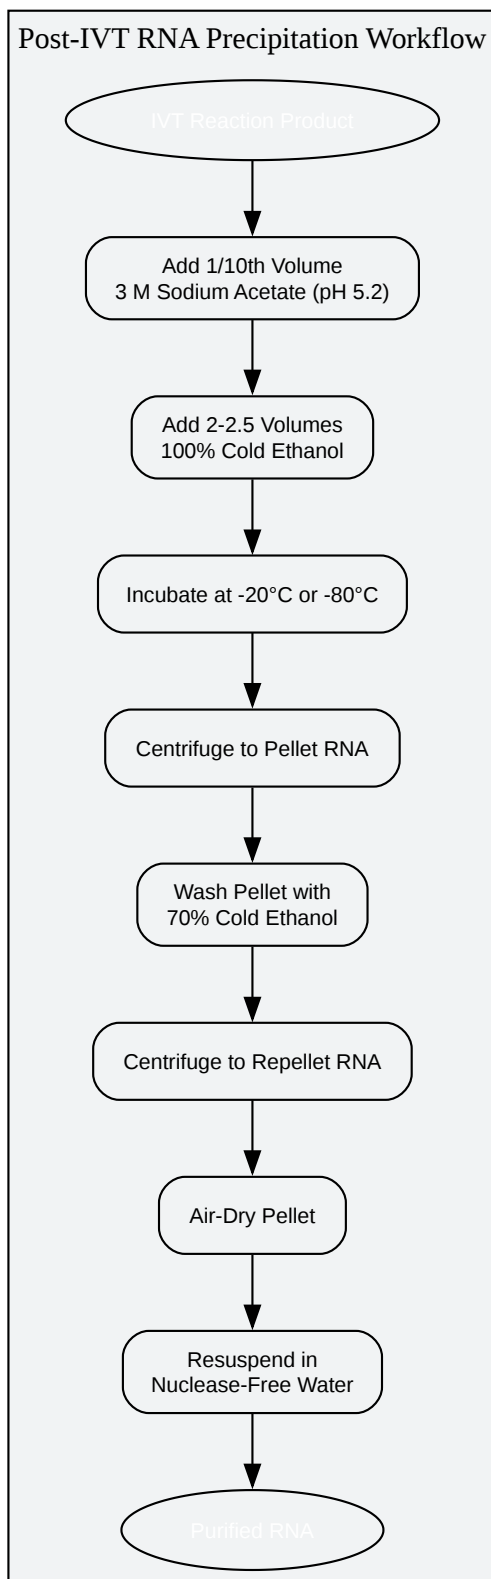 Post-IVT RNA Precipitation Workflow
IVT Reaction Product
Add 1/10th Volume
3 M Sodium Acetate (pH 5.2)
Add 2-2.5 Volumes
100% Cold Ethanol
Incubate at -20°C or -80°C
Centrifuge to Pellet RNA
Wash Pellet with
70% Cold Ethanol
Centrifuge to Repellet RNA
Air-Dry Pellet
Resuspend in
Nuclease-Free Water
Purified RNA